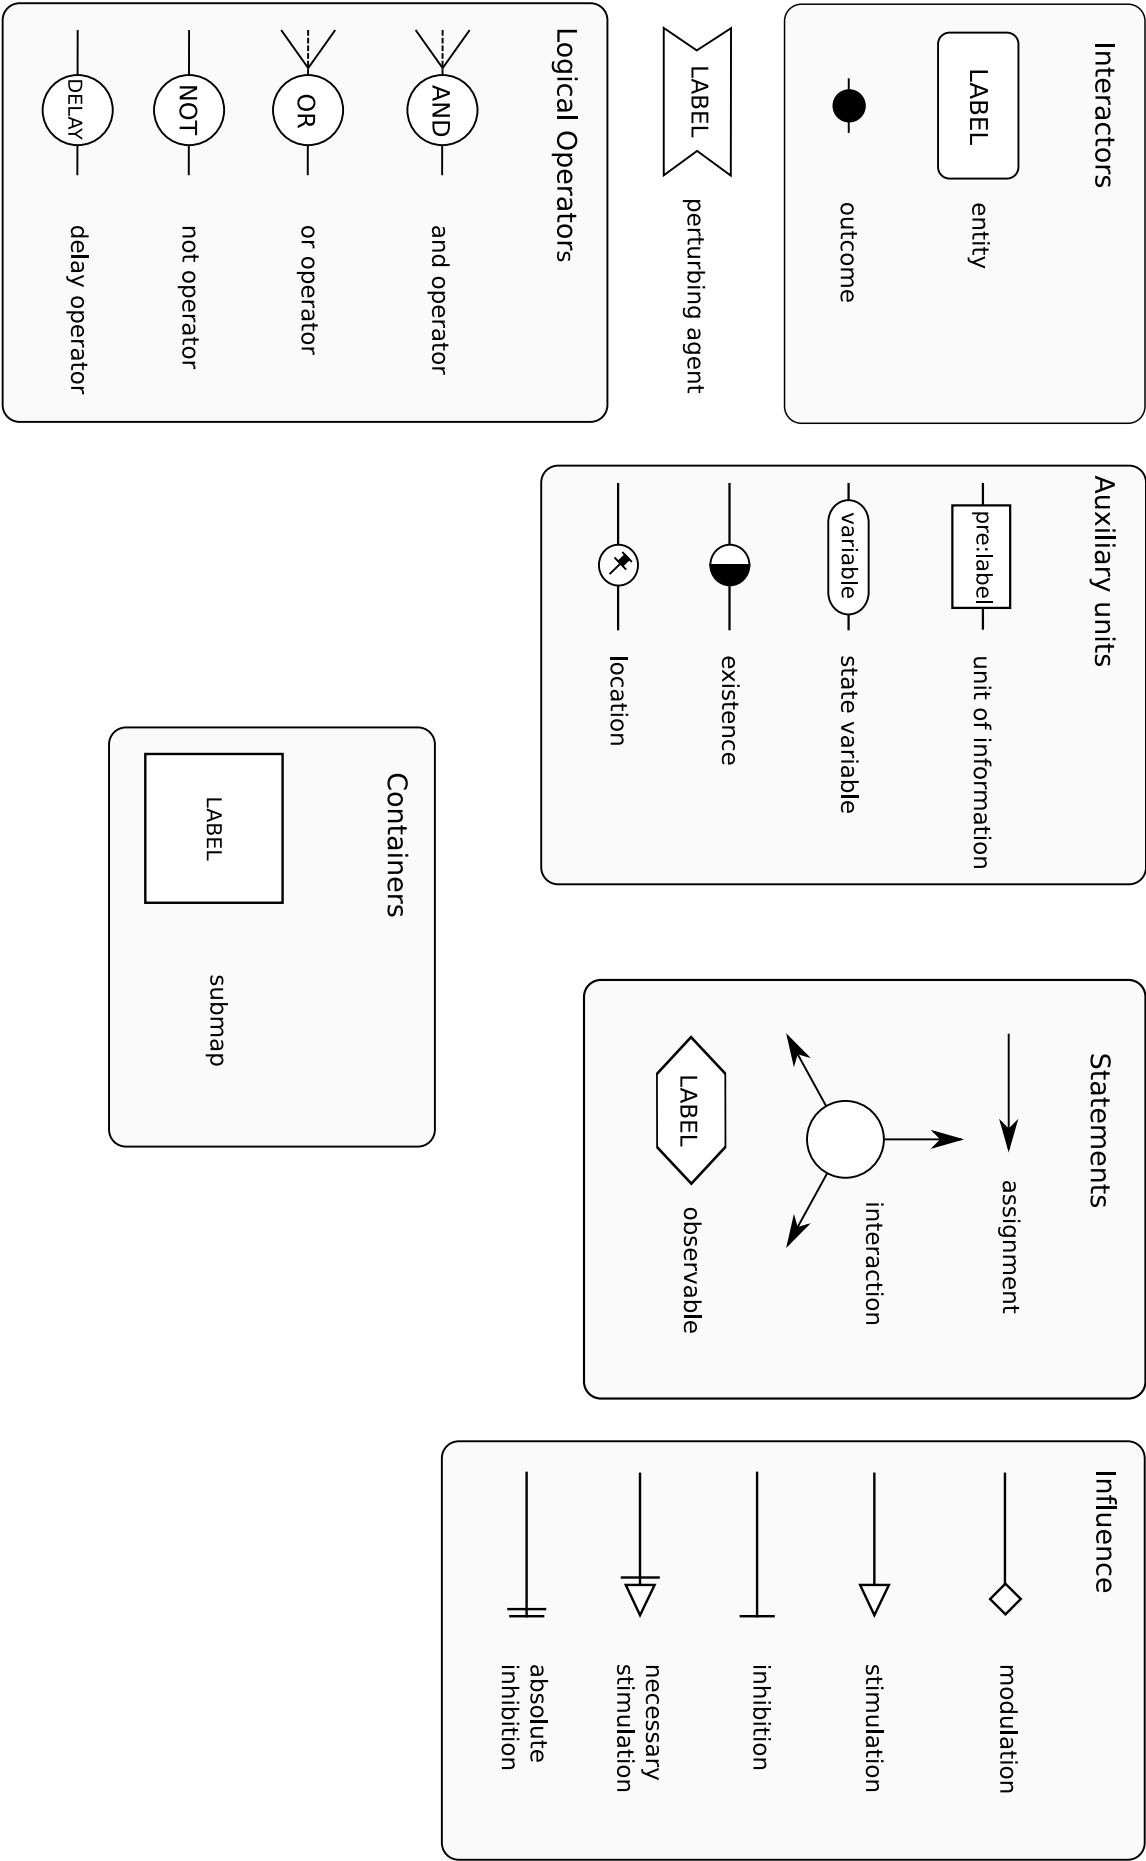 Interactors
LABEL
entity
outcome
LABEL
perturbing agent
Logical Operators
AND
and operator
OR
or operator
NOT
not operator
DELAY
delay operator
Auxiliary units
pre:label
unit of information
variable
state variable
existence
location
Containers
LABEL
submap
Statements
assignment
interaction
LABEL
observable
Influence
modulation
stimulation
inhibition
necessary
stimulation
absolute
inhibition